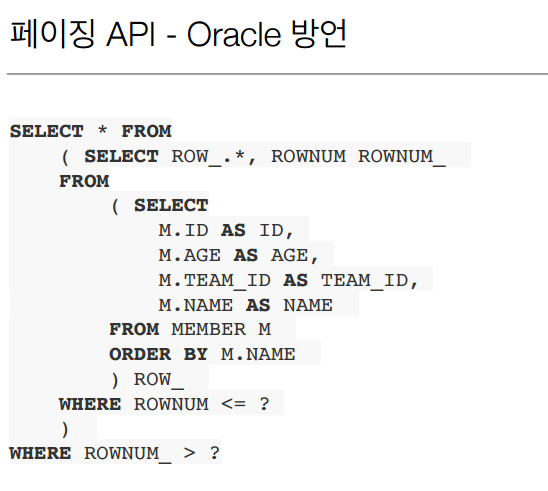 페이징 API - Oracle 방언
SELECT * FROM
( SELECT ROW_.*, ROWNUM ROWNUM_
FROM
( SELECT
M.ID AS ID,
M.AGE AS AGE,
M.TEAM_ID AS TEAM_ID,
M.NAME AS NAME
FROM MEMBER M
ORDER BY M.NAME
) ROW_
WHERE ROWNUM <= ?
)
WHERE ROWNUM_ > ?